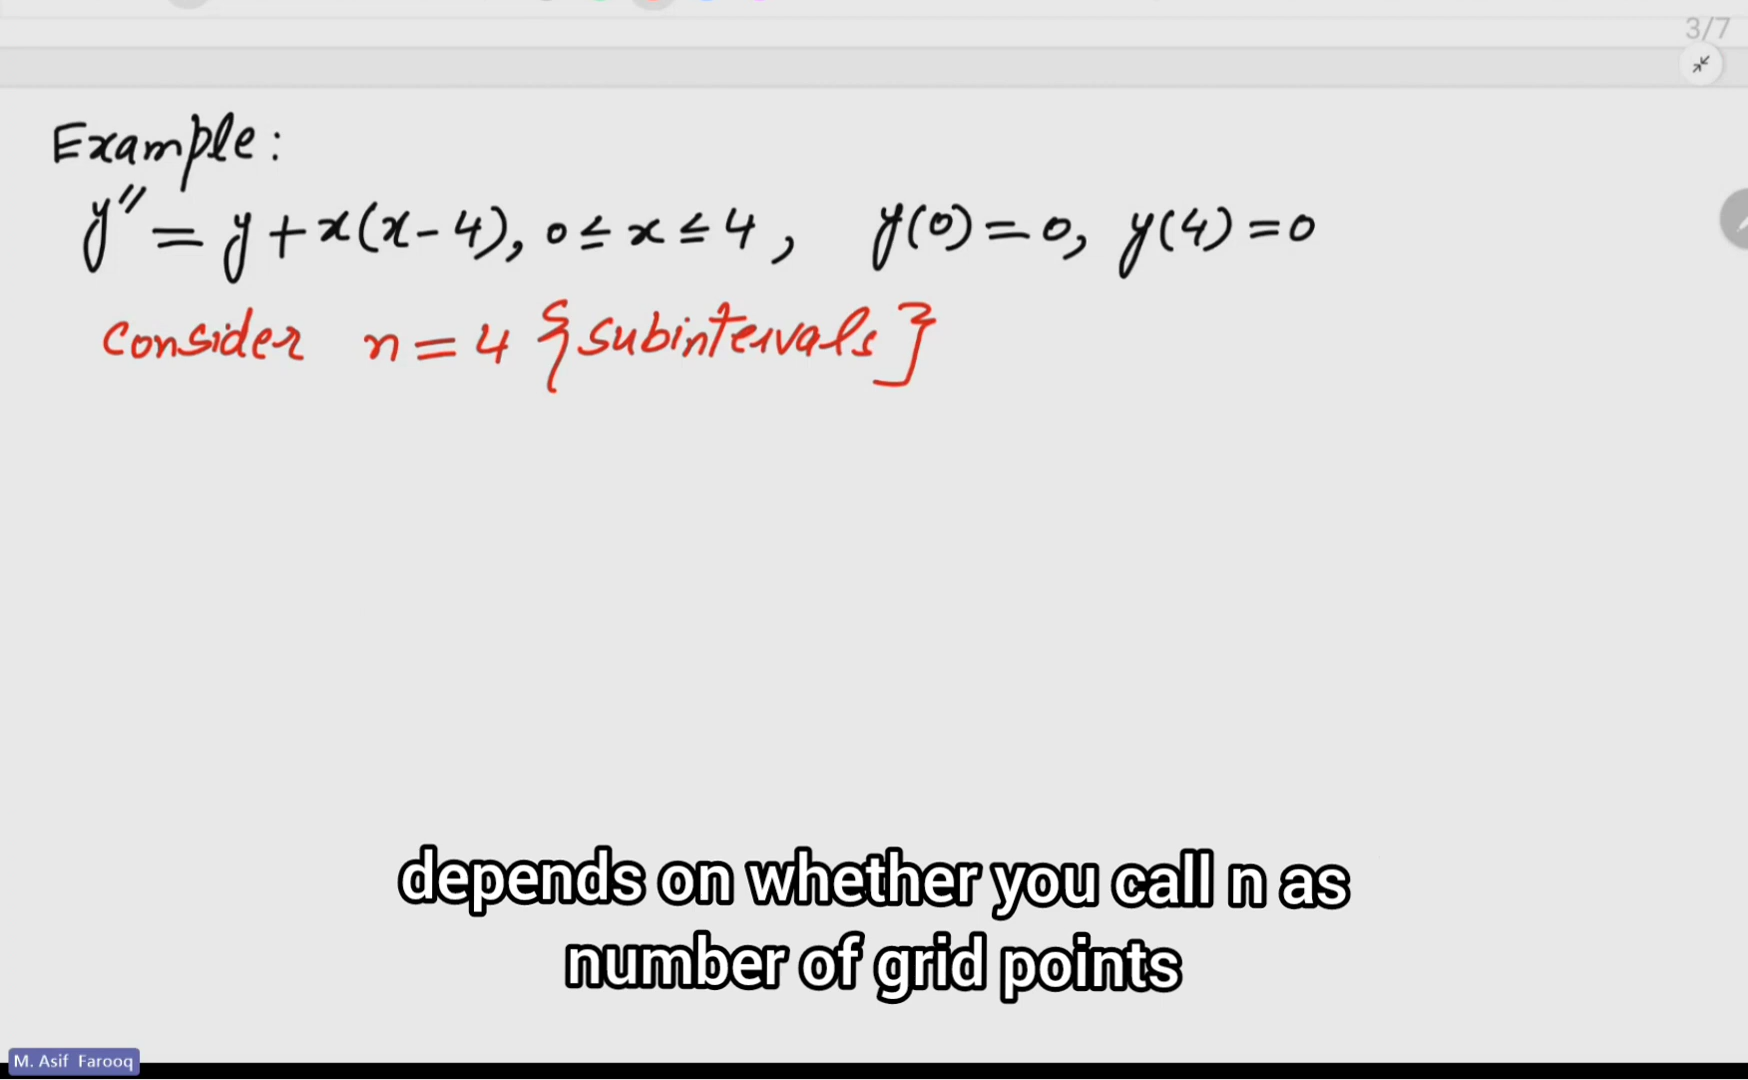 3/7
Example:
y″ = y + x(x-4), 0 ≤ x ≤ 4, y(0) = 0, y(4) = 0
Consider n = 4 {subintervals}
depends on whether you call n as
number of grid points
M. Asif Farooq